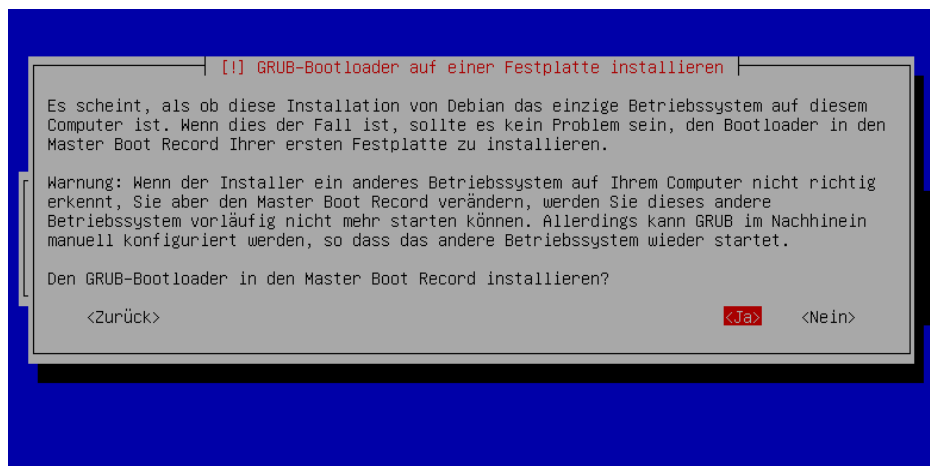 [!] GRUB-Bootloader auf einer Festplatte installieren
Es scheint, als ob diese Installation von Debian das einzige Betriebssystem auf diesem
Computer ist. Wenn dies der Fall ist, sollte es kein Problem sein, den Bootloader in den
Master Boot Record Ihrer ersten Festplatte zu installieren.
Warnung: Wenn der Installer ein anderes Betriebssystem auf Ihrem Computer nicht richtig
erkennt, Sie aber den Master Boot Record verändern, werden Sie dieses andere
Betriebssystem vorläufig nicht mehr starten können. Allerdings kann GRUB im Nachhinein
manuell konfiguriert werden, so dass das andere Betriebssystem wieder startet.
Den GRUB-Bootloader in den Master Boot Record installieren?
<Zurück> <Ja> <Nein>